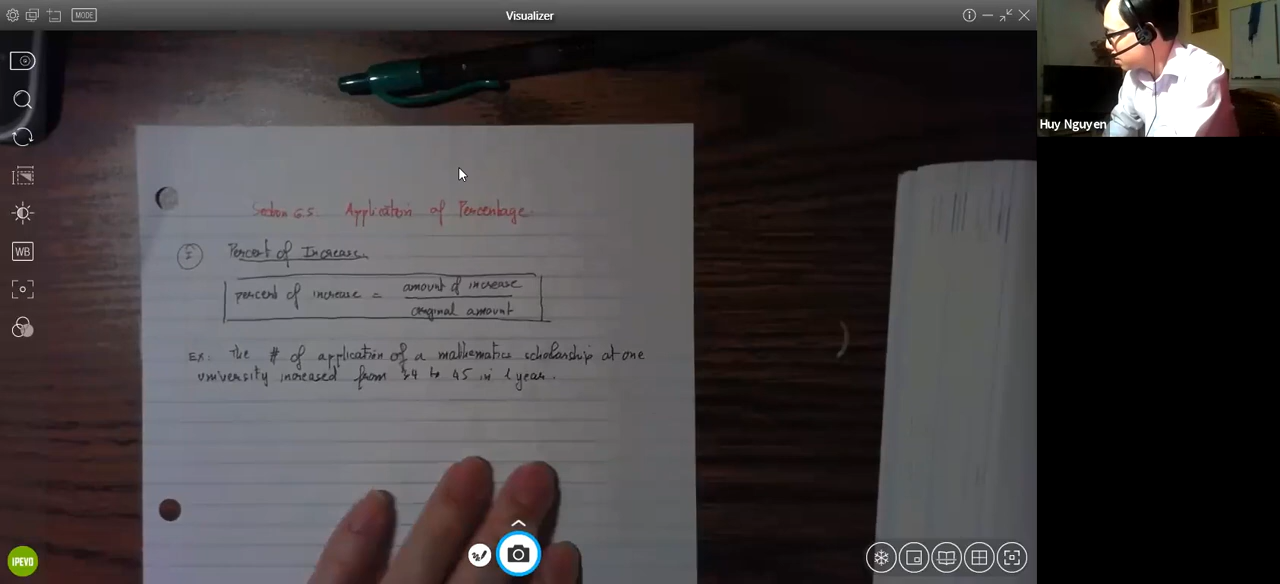 MODE
Visualizer
Huy Nguyen
Section 6.5. Application of Percentage.
I Percent of Increase.
percent of increase = amount of increase
original amount
WB
Ex: The # of application of a mathematics scholarship at one
university increased from 34 to 45 in 1 year.
IPEVO